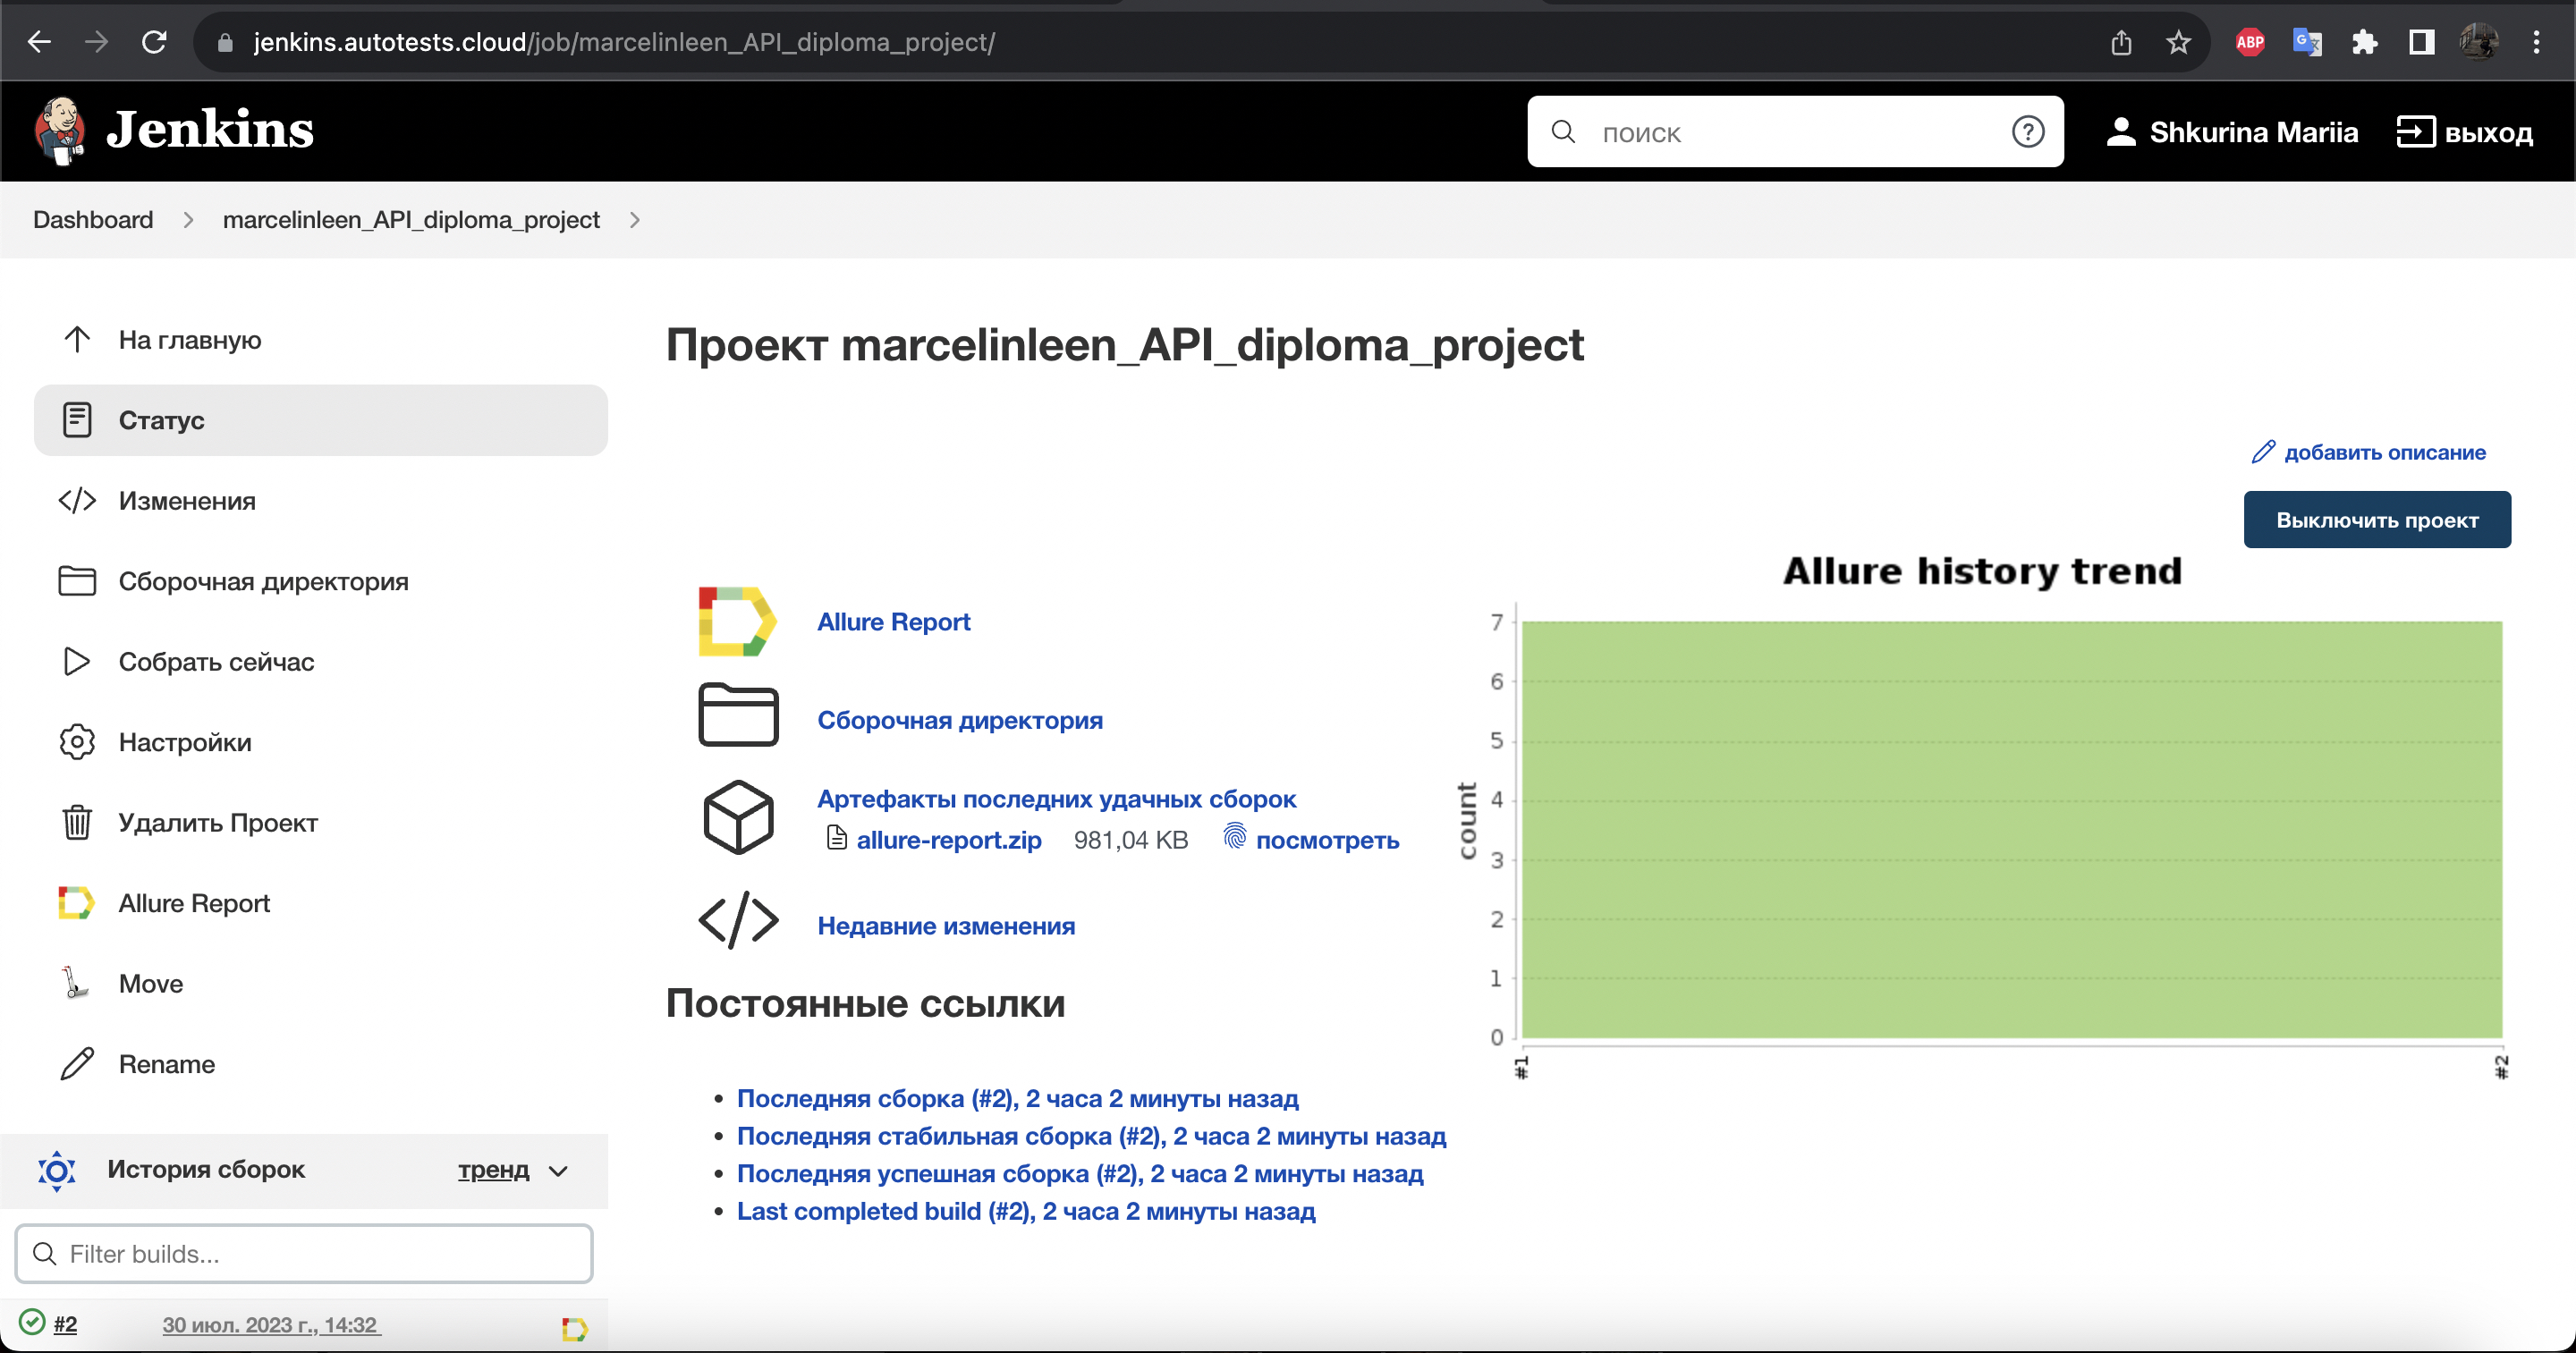 jenkins.autotests.cloud/job/marcelinleen_API_diploma_project/
ABP
Jenkins
поиск
Shkurina Mariia
выход
Dashboard
marcelinleen_API_diploma_project
На главную
Статус
Изменения
Сборочная директория
Собрать сейчас
Настройки
Удалить Проект
Allure Report
Move
Rename
История сборок
тренд
Filter builds...
#2
30 июл. 2023 г., 14:32
Проект marcelinleen_API_diploma_project
добавить описание
Выключить проект
Allure Report
Сборочная директория
Артефакты последних удачных сборок
allure-report.zip 981,04 KB посмотреть
Недавние изменения
Постоянные ссылки
Последняя сборка (#2), 2 часа 2 минуты назад
Последняя стабильная сборка (#2), 2 часа 2 минуты назад
Последняя успешная сборка (#2), 2 часа 2 минуты назад
Last completed build (#2), 2 часа 2 минуты назад
Allure history trend
count
7
6
5
4
3
2
1
0
#1
#2